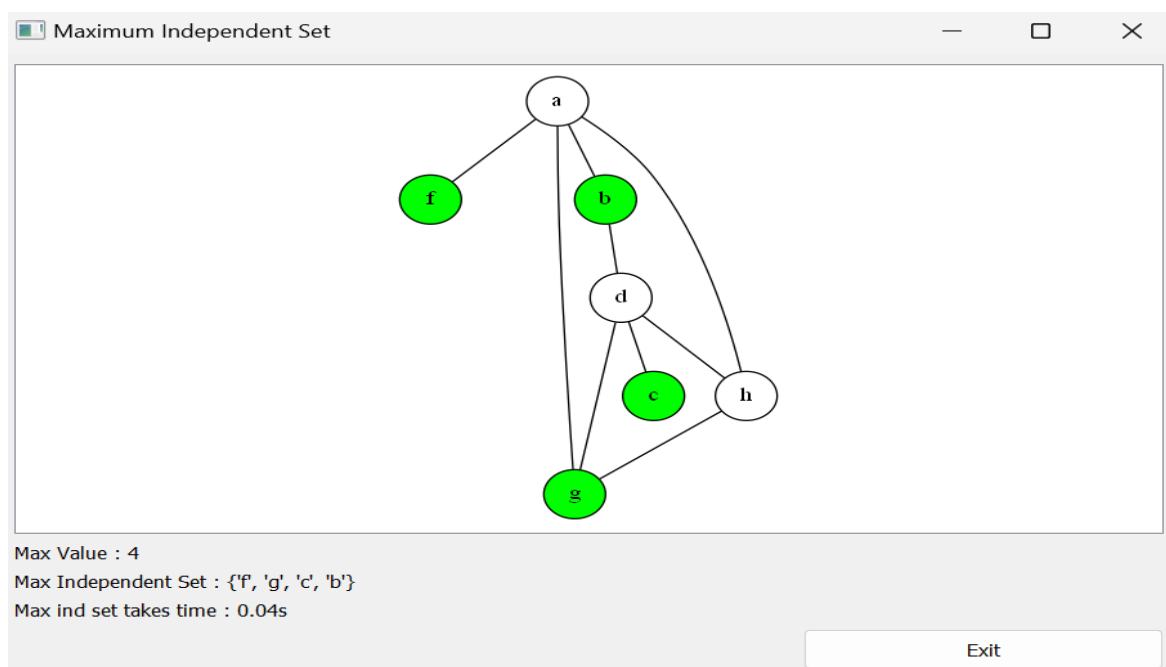 Maximum Independent Set
a
f
b
d
c
h
g
Max Value : 4
Max Independent Set : {'f', 'g', 'c', 'b'}
Max ind set takes time : 0.04s
Exit